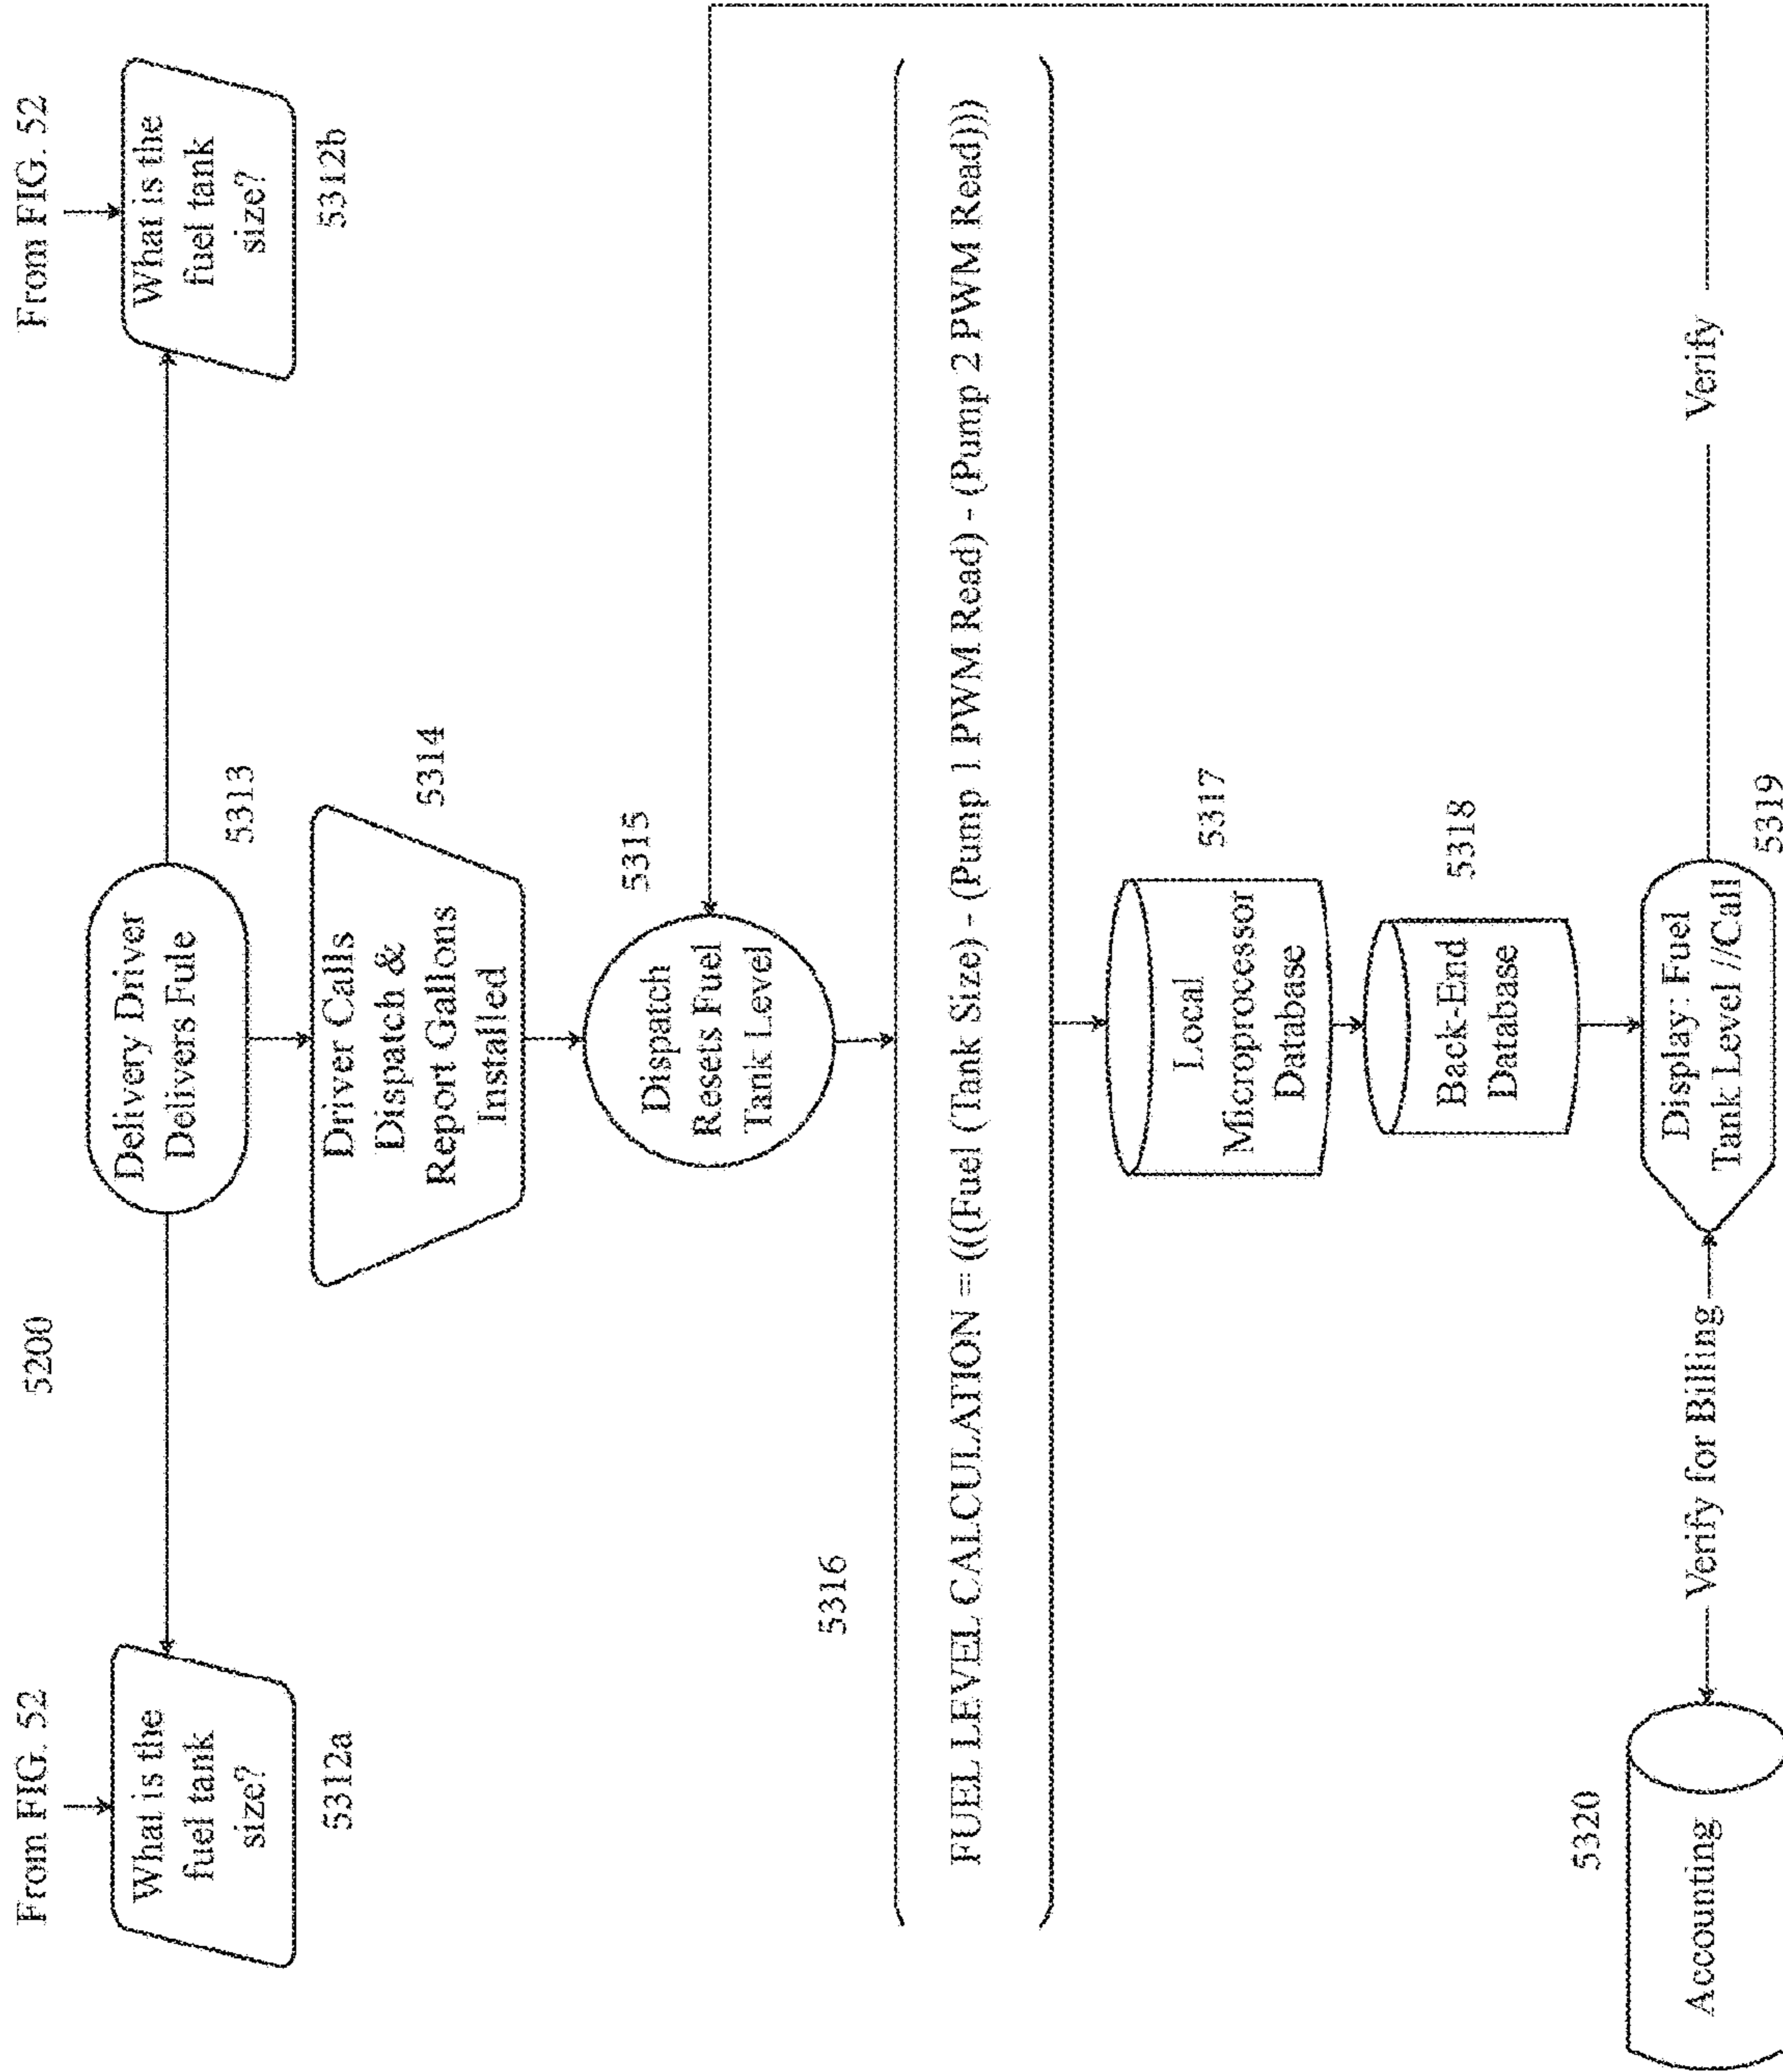 5200
From FIG. 52
From FIG. 52
What is the
fuel tank
size?
5312a
Delivery Driver
Delivers Fule
5313
What is the
fuel tank
size?
5312b
Driver Calls
Dispatch &
Report Gallons
Installed
5314
Dispatch
Resets Fuel
Tank Level
5315
5316
FUEL LEVEL CALCULATION = (((Fuel (Tank Size) - (Pump 1 PWM Read) - (Pump 2 PWM Read)))
Local
Microprocessor
Database
5317
Back-End
Database
5318
5320
Accounting
Verify for Billing
Display: Fuel
Tank Level //Call
5319
Verify